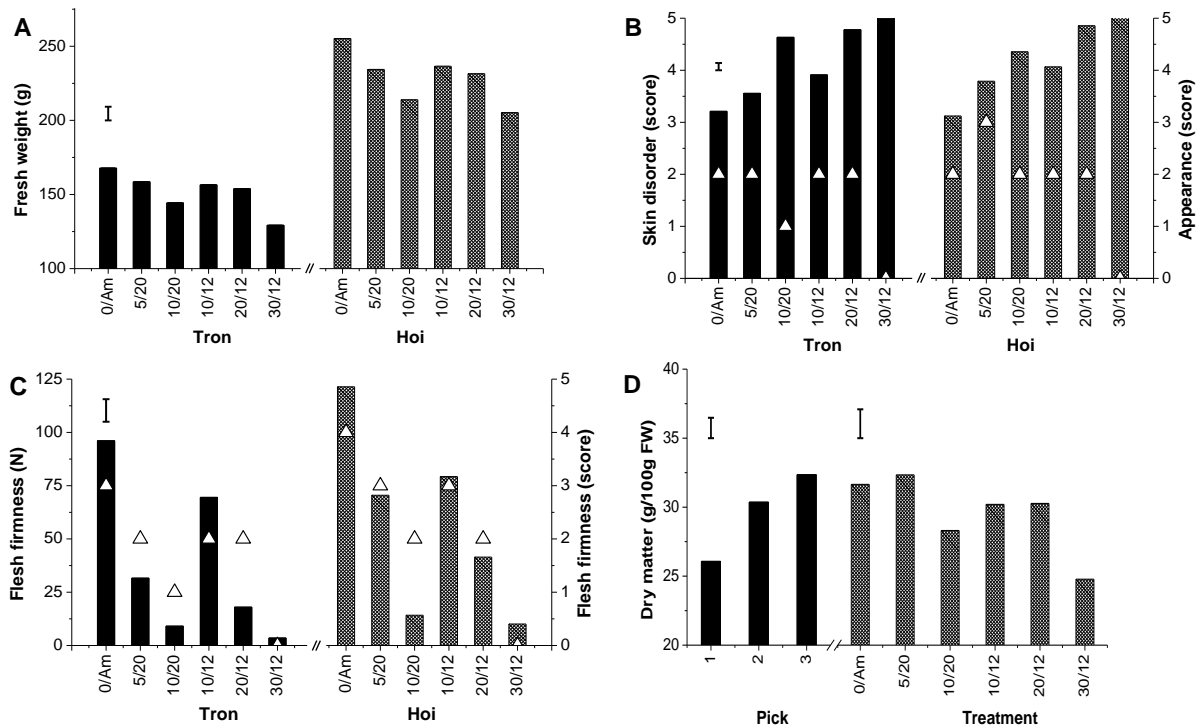 A
Fresh weight (g)
250
200
150
100
0/Am 5/20 10/20 10/12 20/12 30/12 // 0/Am 5/20 10/20 10/12 20/12 30/12
Tron Hoi
B
Skin disorder (score)
Appearance (score)
5 5
4 4
3 3
2 2
1 1
0 0
0/Am 5/20 10/20 10/12 20/12 30/12 // 0/Am 5/20 10/20 10/12 20/12 30/12
Tron Hoi
C
Flesh firmness (N)
Flesh firmness (score)
125 5
100 4
75 3
50 2
25 1
0 0
0/Am 5/20 10/20 10/12 20/12 30/12 // 0/Am 5/20 10/20 10/12 20/12 30/12
Tron Hoi
D
Dry matter (g/100g FW)
40
35
30
25
20
1 2 3 // 0/Am 5/20 10/20 10/12 20/12 30/12
Pick Treatment